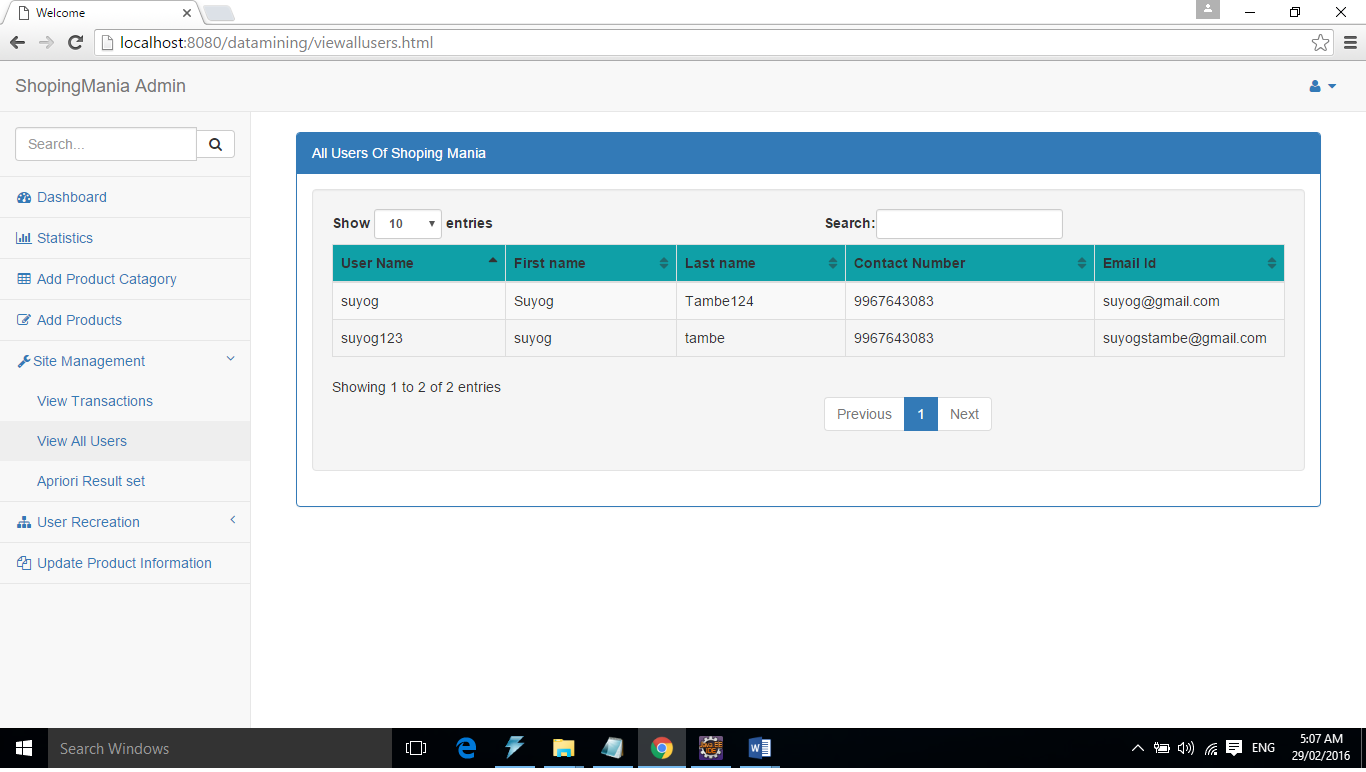 Welcome
localhost:8080/datamining/viewallusers.html
ShopingMania Admin
Search...
Dashboard
Statistics
Add Product Catagory
Add Products
Site Management
View Transactions
View All Users
Apriori Result set
User Recreation
Update Product Information
All Users Of Shoping Mania
Show 10 entries Search:
User Name First name Last name Contact Number Email Id
suyog Suyog Tambe124 9967643083 suyog@gmail.com
suyog123 suyog tambe 9967643083 suyogstambe@gmail.com
Showing 1 to 2 of 2 entries
Previous 1 Next
Search Windows
ENG
5:07 AM
29/02/2016